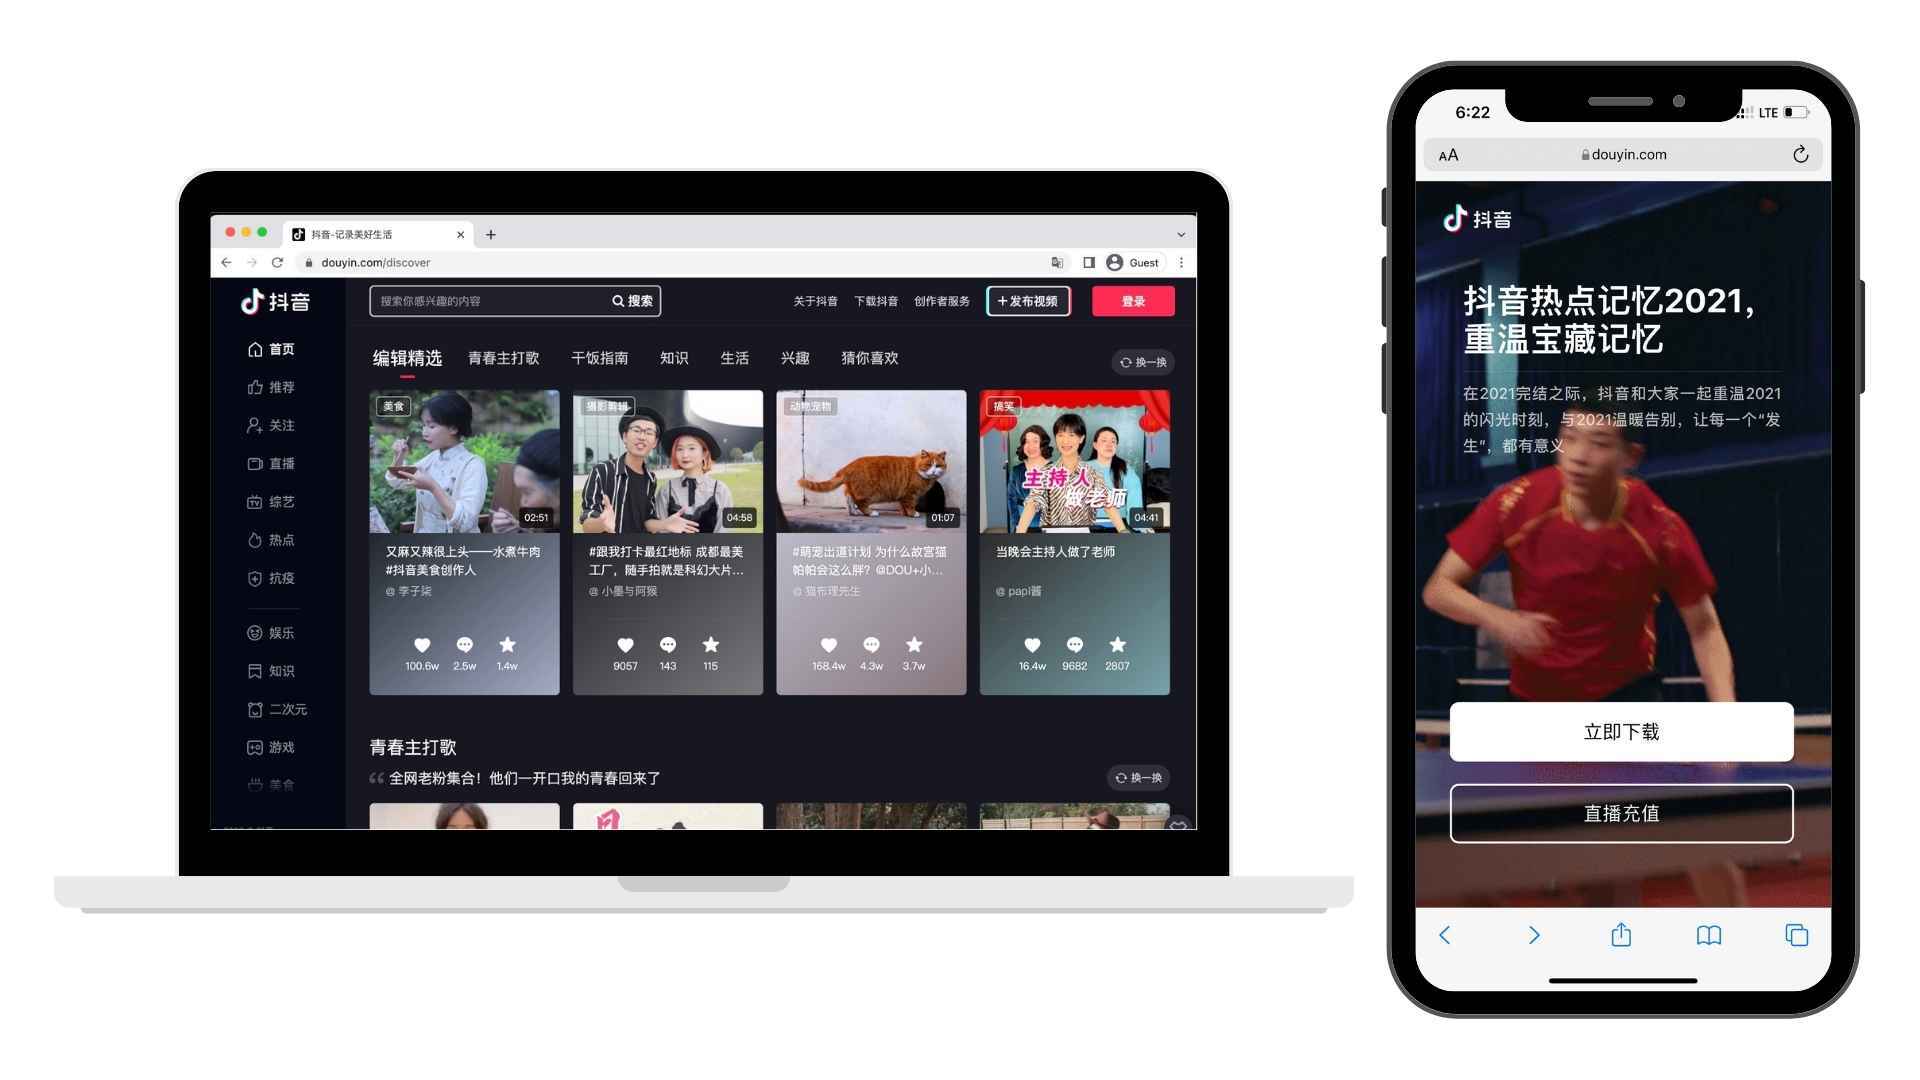 抖音-记录美好生活
douyin.com/discover
Guest
抖音
搜索你感兴趣的内容
搜索
关于抖音 下载抖音 创作者服务
+发布视频
登录
首页
推荐
关注
直播
综艺
热点
抗疫
娱乐
知识
二次元
游戏
美食
编辑精选 青春主打歌 干饭指南 知识 生活 兴趣 猜你喜欢
换一换
美食
02:51
又麻又辣很上头——水煮牛肉
#抖音美食创作人
@ 李子柒
100.6w 2.5w 1.4w
摄影剪辑
04:58
#跟我打卡最红地标 成都最美
工厂，随手拍就是科幻大片...
@ 小墨与阿猴
9057 143 115
动物宠物
01:07
#萌宠出道计划 为什么故宫猫
帕帕会这么胖？@DOU+小...
@ 猫布理先生
168.4w 4.3w 3.7w
搞笑
主持人
做老师
04:41
当晚会主持人做了老师
@ papi酱
16.4w 9682 2807
青春主打歌
全网老粉集合！他们一开口我的青春回来了
换一换
6:22
LTE
AA
douyin.com
抖音
抖音热点记忆2021，
重温宝藏记忆
在2021完结之际，抖音和大家一起重温2021
的闪光时刻，与2021温暖告别，让每一个“发
生”，都有意义
立即下载
直播充值